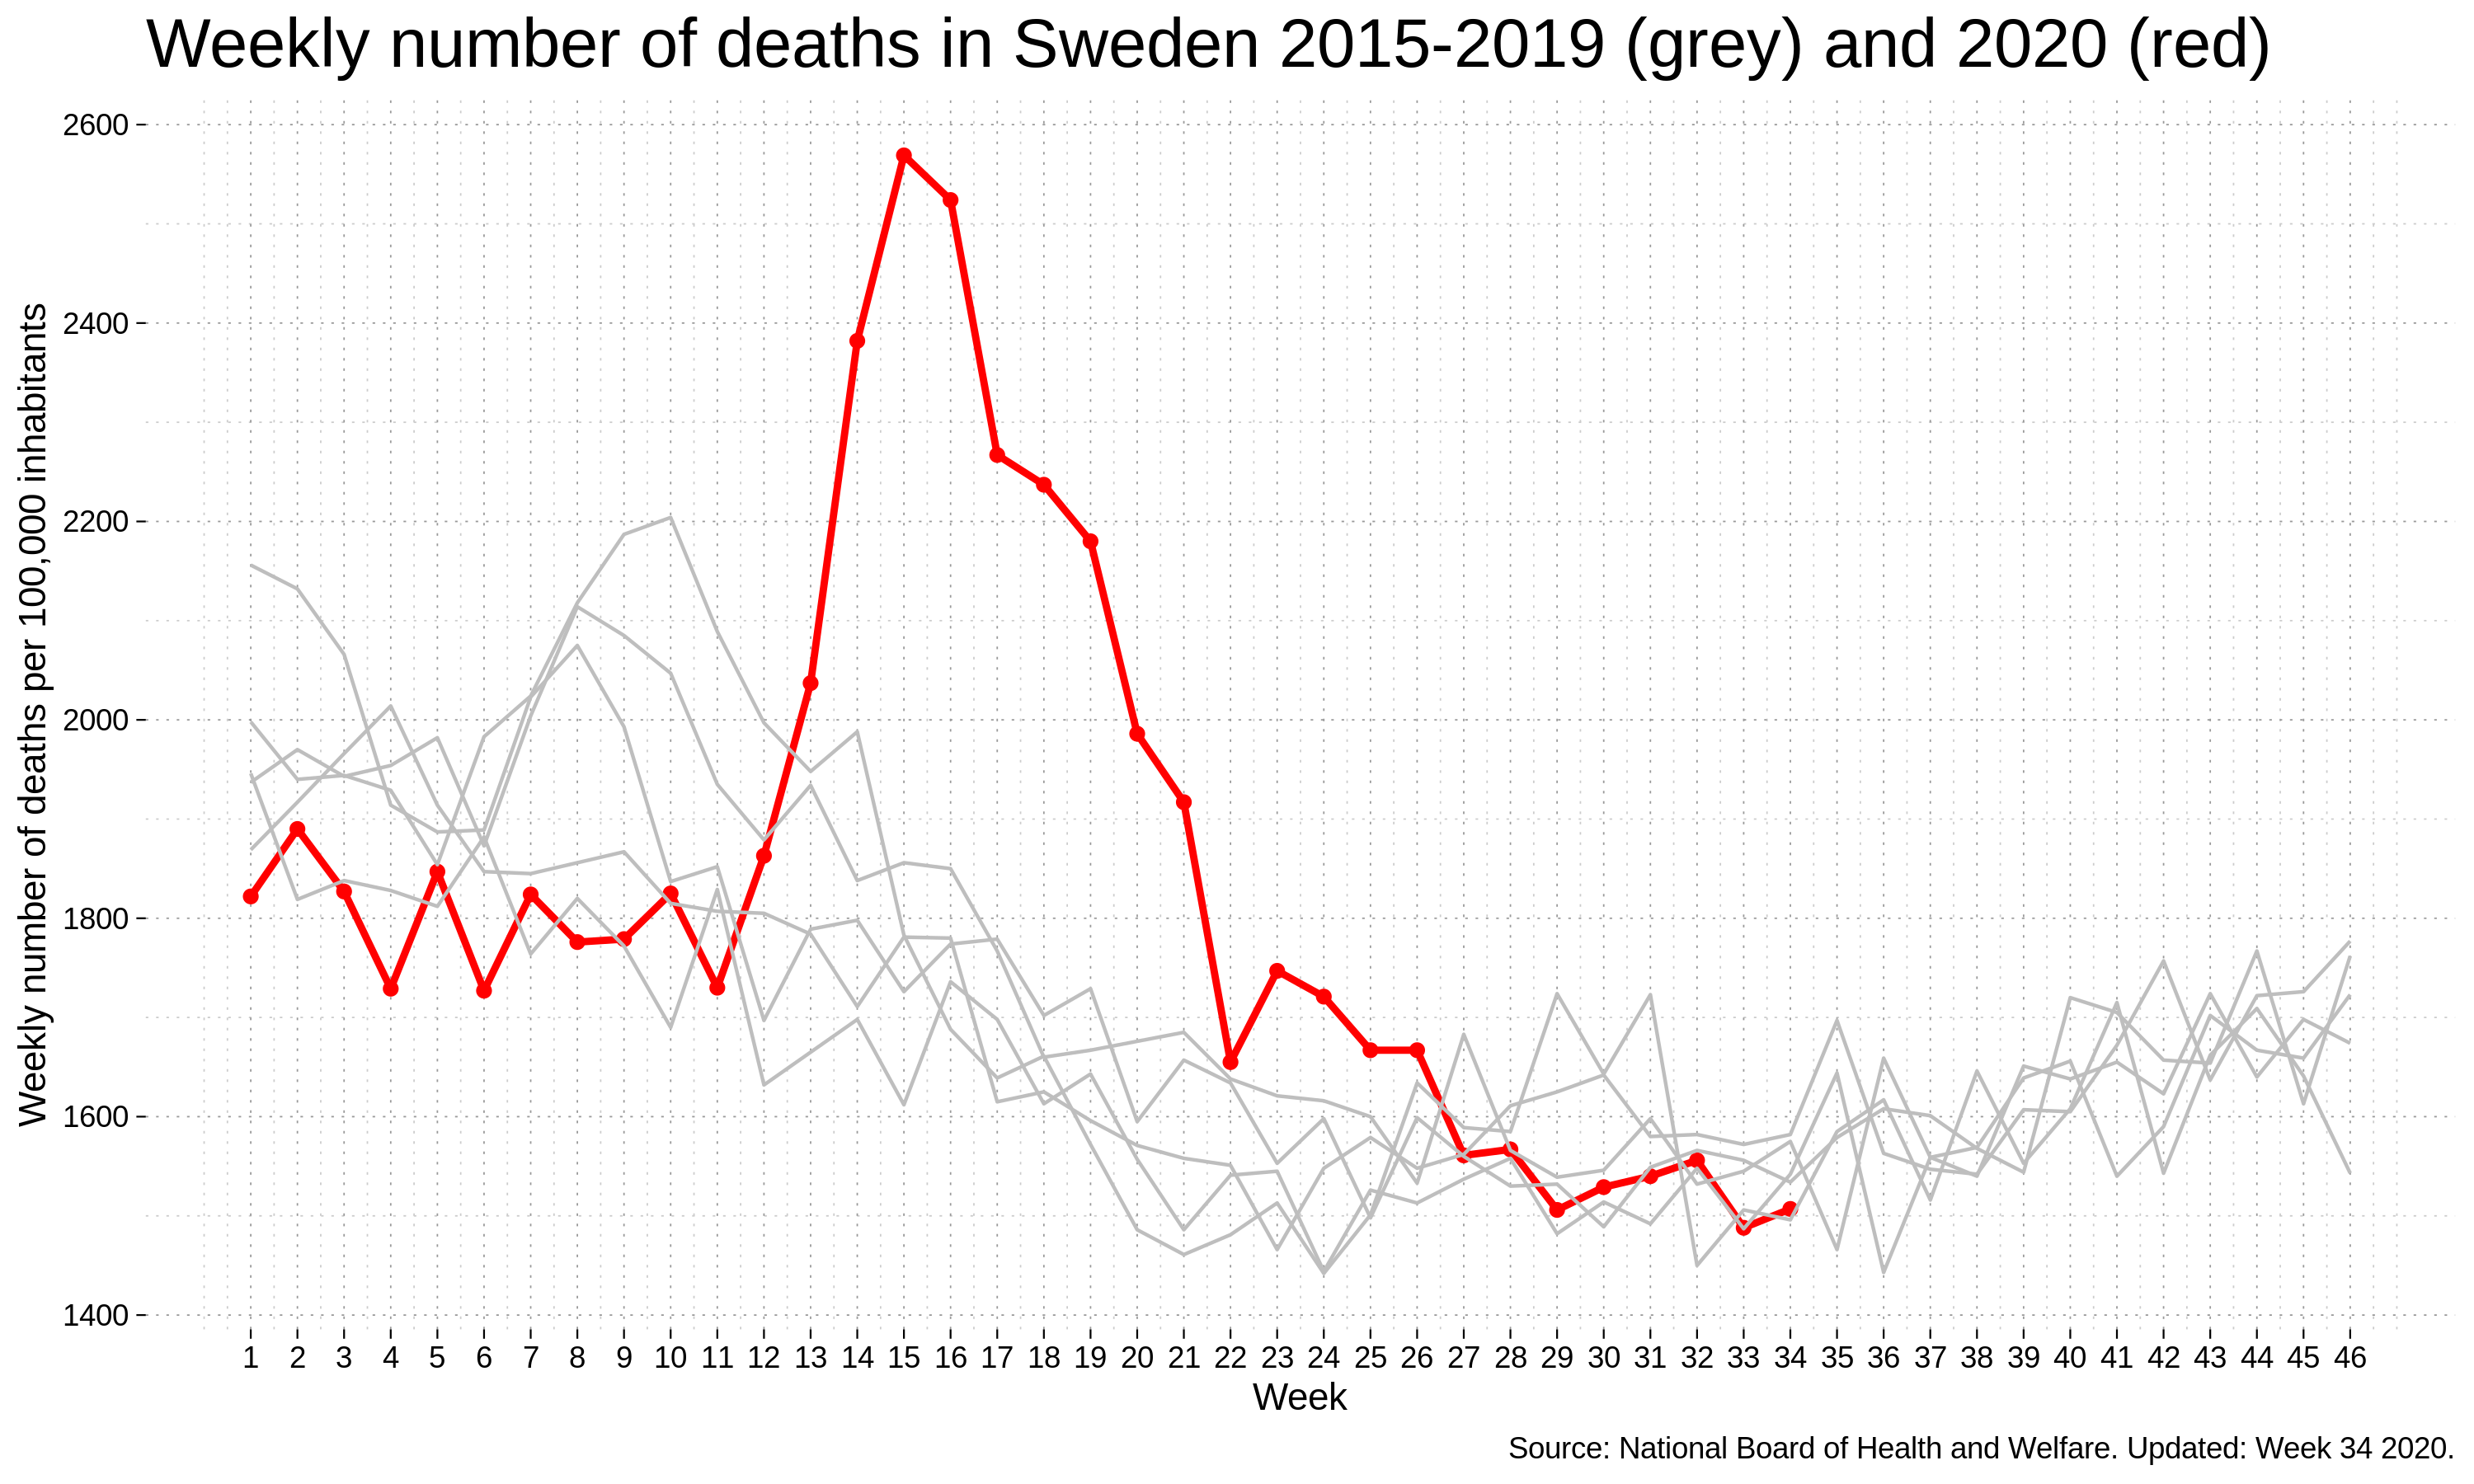 Weekly number of deaths in Sweden 2015-2019 (grey) and 2020 (red)
Weekly number of deaths per 100,000 inhabitants
2600
2400
2200
2000
1800
1600
1400
1 2 3 4 5 6 7 8 9 10 11 12 13 14 15 16 17 18 19 20 21 22 23 24 25 26 27 28 29 30 31 32 33 34 35 36 37 38 39 40 41 42 43 44 45 46
Week
Source: National Board of Health and Welfare. Updated: Week 34 2020.